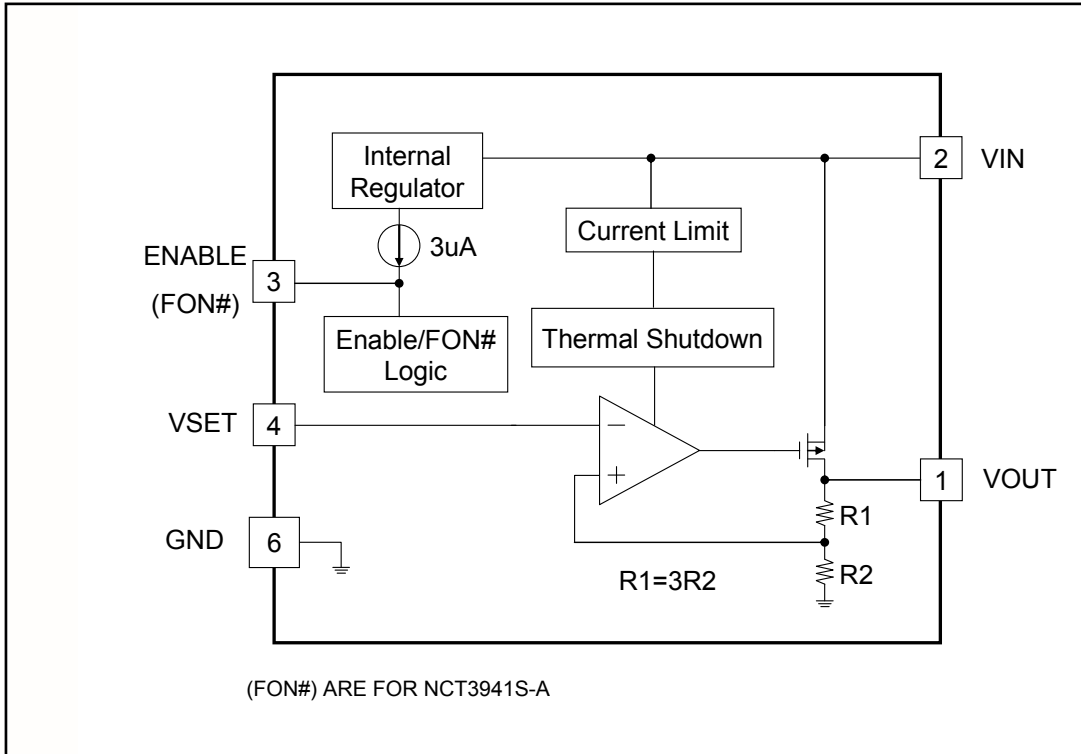 Internal
Regulator
2
VIN
Current Limit
3uA
ENABLE
(FON#)
3
Enable/FON#
Logic
Thermal Shutdown
VSET
4
−
+
1
VOUT
R1
GND
6
R1=3R2
R2
(FON#) ARE FOR NCT3941S-A